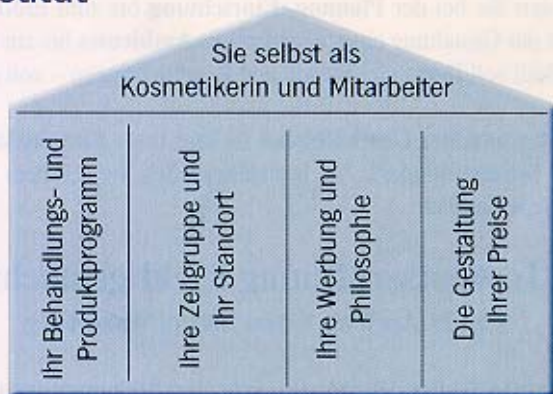 Sie selbst als
Kosmetikerin und Mitarbeiter
Ihr Behandlungs- und
Produktprogramm
Ihre Zeilgruppe und
Ihr Standort
Ihre Werbung und
Philosophie
Die Gestaltung
Ihrer Preise